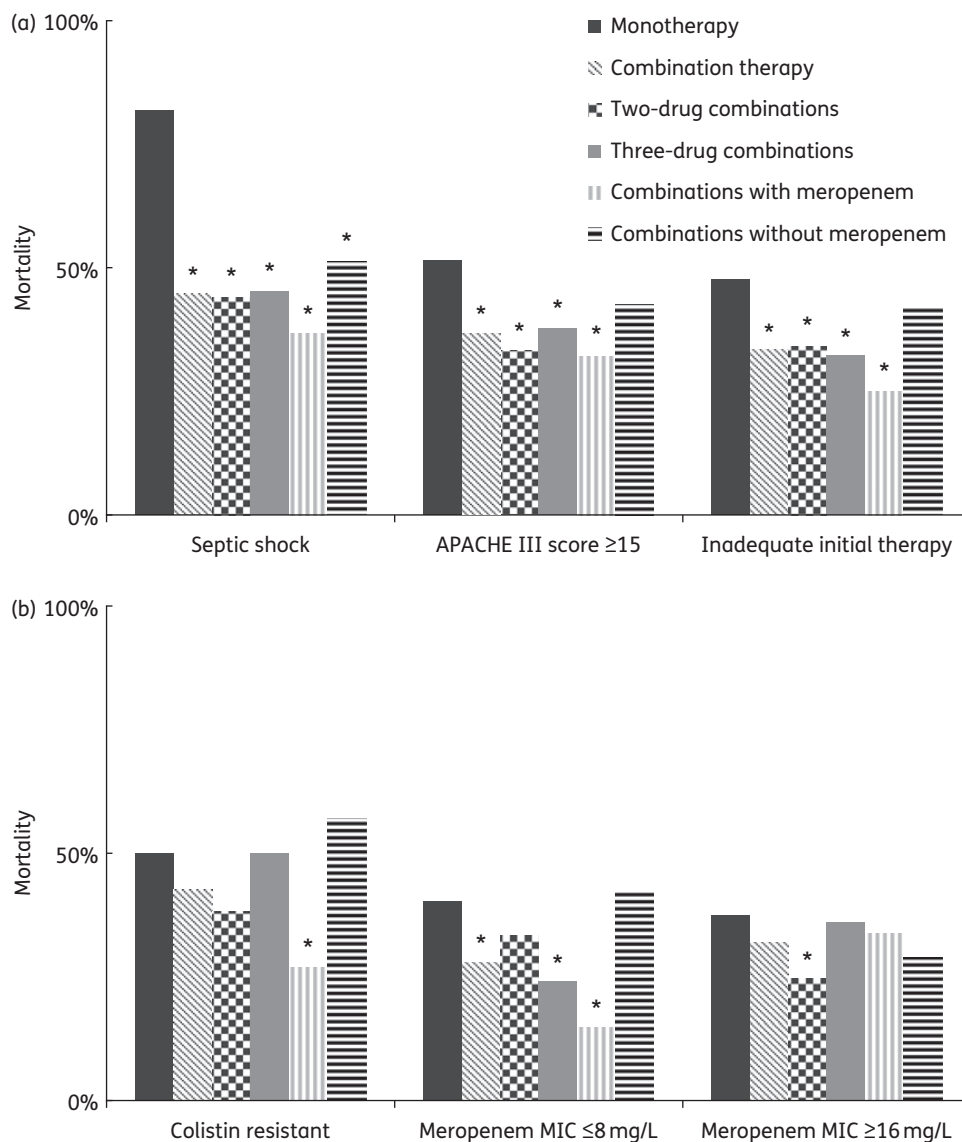 (a) 100%
Monotherapy
Combination therapy
Two-drug combinations
Three-drug combinations
Combinations with meropenem
Combinations without meropenem
Mortality
50%
* * * * *
* * * *
* * * *
0%
Septic shock APACHE III score ≥15 Inadequate initial therapy
(b) 100%
Mortality
50%
*
* * *
*
0%
Colistin resistant Meropenem MIC ≤8 mg/L Meropenem MIC ≥16 mg/L